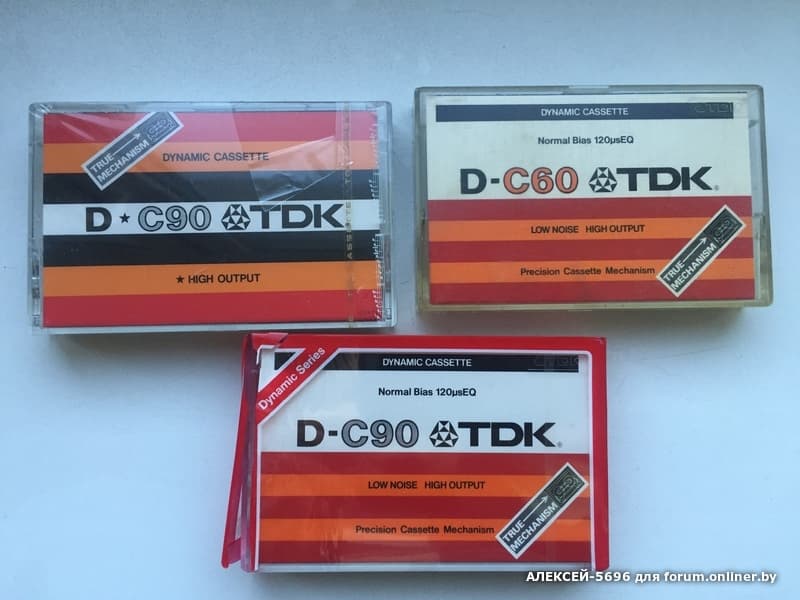 TRUE
MECHANISM
DYNAMIC CASSETTE
D ★ C90 TDK
★ HIGH OUTPUT
DYNAMIC CASSETTE
TDK
Normal Bias 120µsEQ
D-C60 TDK®
LOW NOISE HIGH OUTPUT
Precision Cassette Mechanism
TRUE
MECHANISM
Dynamic Series
DYNAMIC CASSETTE
TDK
Normal Bias 120µsEQ
D-C90 TDK®
LOW NOISE HIGH OUTPUT
Precision Cassette Mechanism
TRUE
MECHANISM
АЛЕКСЕЙ-5696 для forum.onliner.by